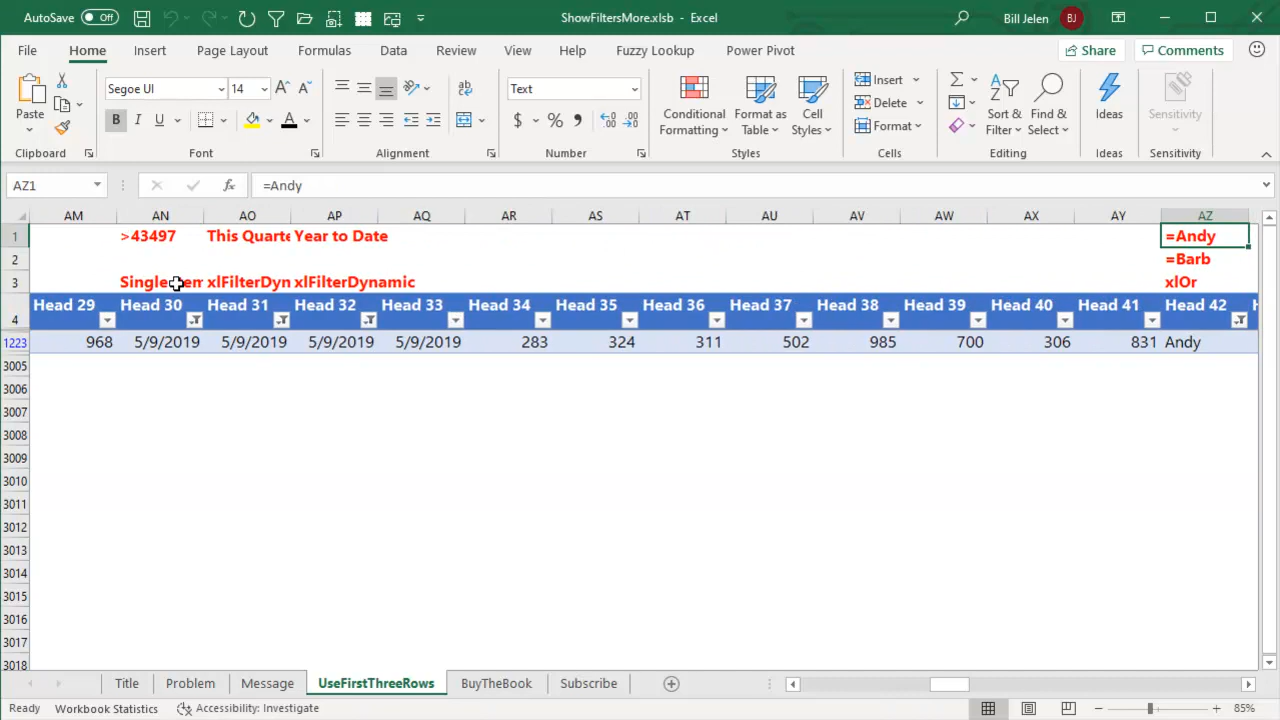 AutoSave Off ShowFiltersMore.xlsb - Excel Bill Jelen BJ
File Home Insert Page Layout Formulas Data Review View Help Fuzzy Lookup Power Pivot Share Comments
Segoe UI 14 Text Insert
Paste Conditional Formatting Format as Table Cell Styles Delete Sort & Filter Find & Select Ideas Sensitivity
B I U A $ % , Format
Clipboard Font Alignment Number Styles Cells Editing Ideas Sensitivity
AZ1 fx =Andy
AM AN AO AP AQ AR AS AT AU AV AW AX AY AZ
1 >43497 This Quarte Year to Date =Andy
2 =Barb
3 xlFilterDyn xlFilterDynamic xlOr
Head 29 Head 30 Head 31 Head 32 Head 33 Head 34 Head 35 Head 36 Head 37 Head 38 Head 39 Head 40 Head 41 Head 42 H
4
1223 968 5/9/2019 5/9/2019 5/9/2019 5/9/2019 283 324 311 502 985 700 306 831 Andy
3005
3006
3007
3008
3009
3010
3011
3012
3013
3014
3015
3016
3017
3018
Title Problem Message UseFirstThreeRows BuyTheBook Subscribe
Ready Workbook Statistics Accessibility: Investigate 85%